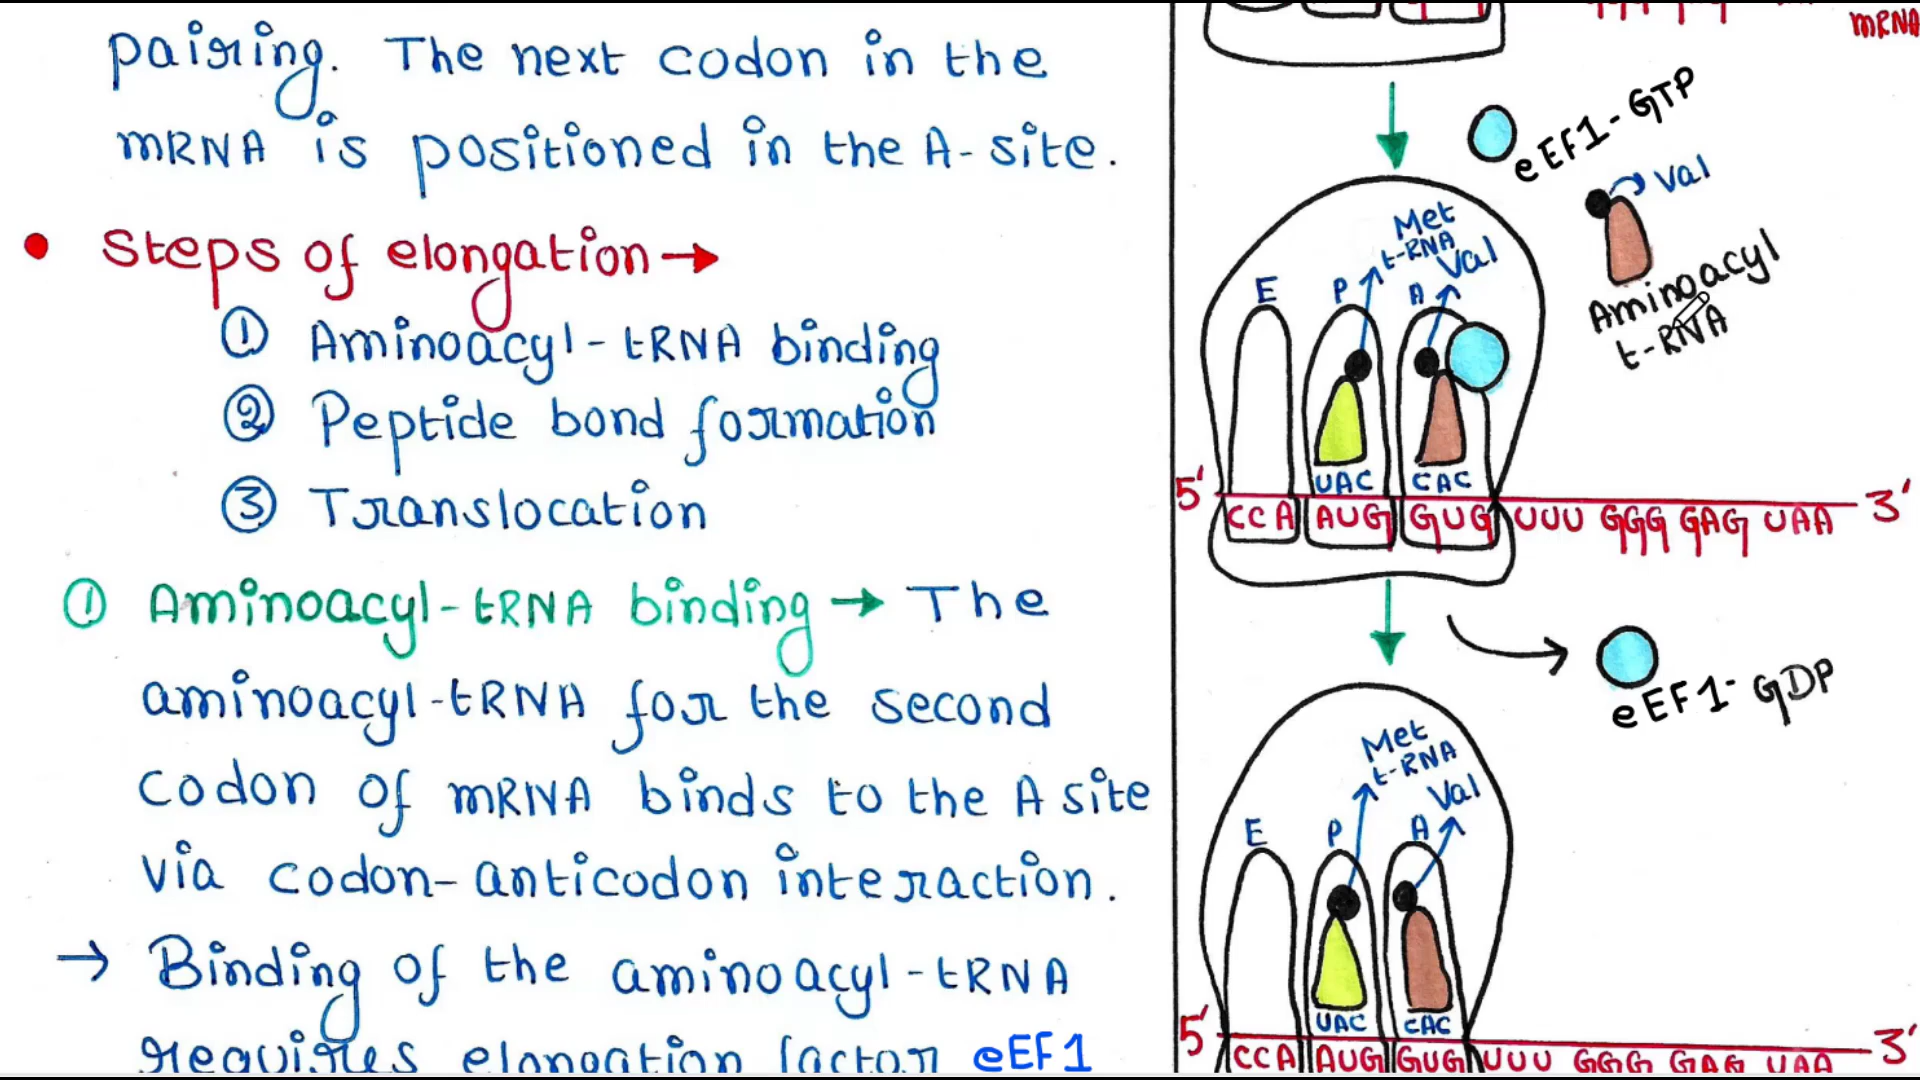 pairing. The next codon in the
mRNA is positioned in the A-site.
• Steps of elongation →
① Aminoacyl-tRNA binding
② Peptide bond formation
③ Translocation
① Aminoacyl-tRNA binding → The
aminoacyl-tRNA for the second
codon of mRNA binds to the A site
via codon-anticodon interaction.
→ Binding of the aminoacyl-tRNA
requires elongation factor eEF1
mRNA
eEF1-GTP
Val
Aminoacyl
t-RNA
Met
t-RNA
Val
E P A
UAC CAC
5' 3'
CCA AUG GUG UUU GGG GAG UAA
eEF1-GDP
Met
t-RNA
Val
E P A
UAC CAC
5' 3'
CCA AUG GUG UUU GGG GAG UAA